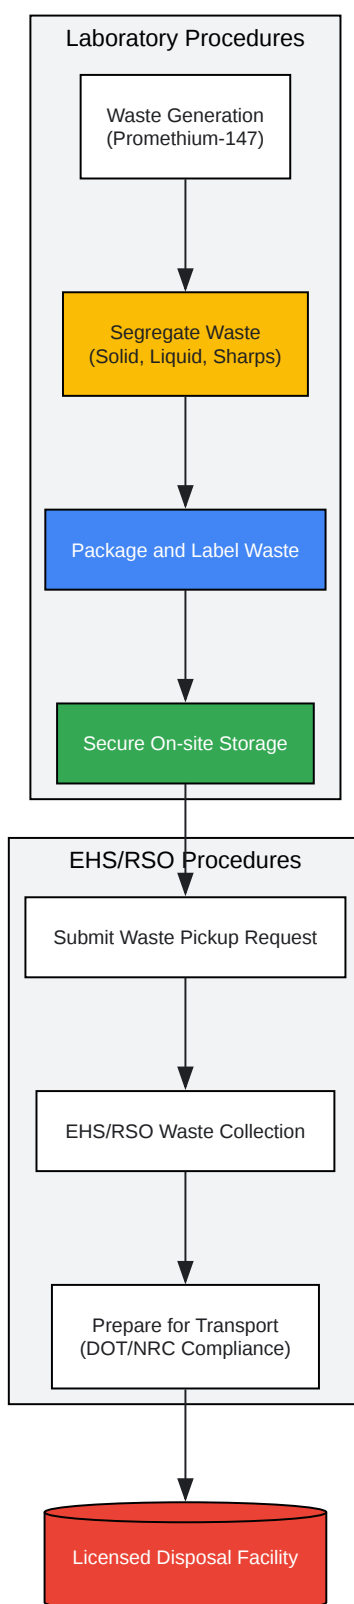 Laboratory Procedures
Waste Generation
(Promethium-147)
Segregate Waste
(Solid, Liquid, Sharps)
Package and Label Waste
Secure On-site Storage
EHS/RSO Procedures
Submit Waste Pickup Request
EHS/RSO Waste Collection
Prepare for Transport
(DOT/NRC Compliance)
Licensed Disposal Facility